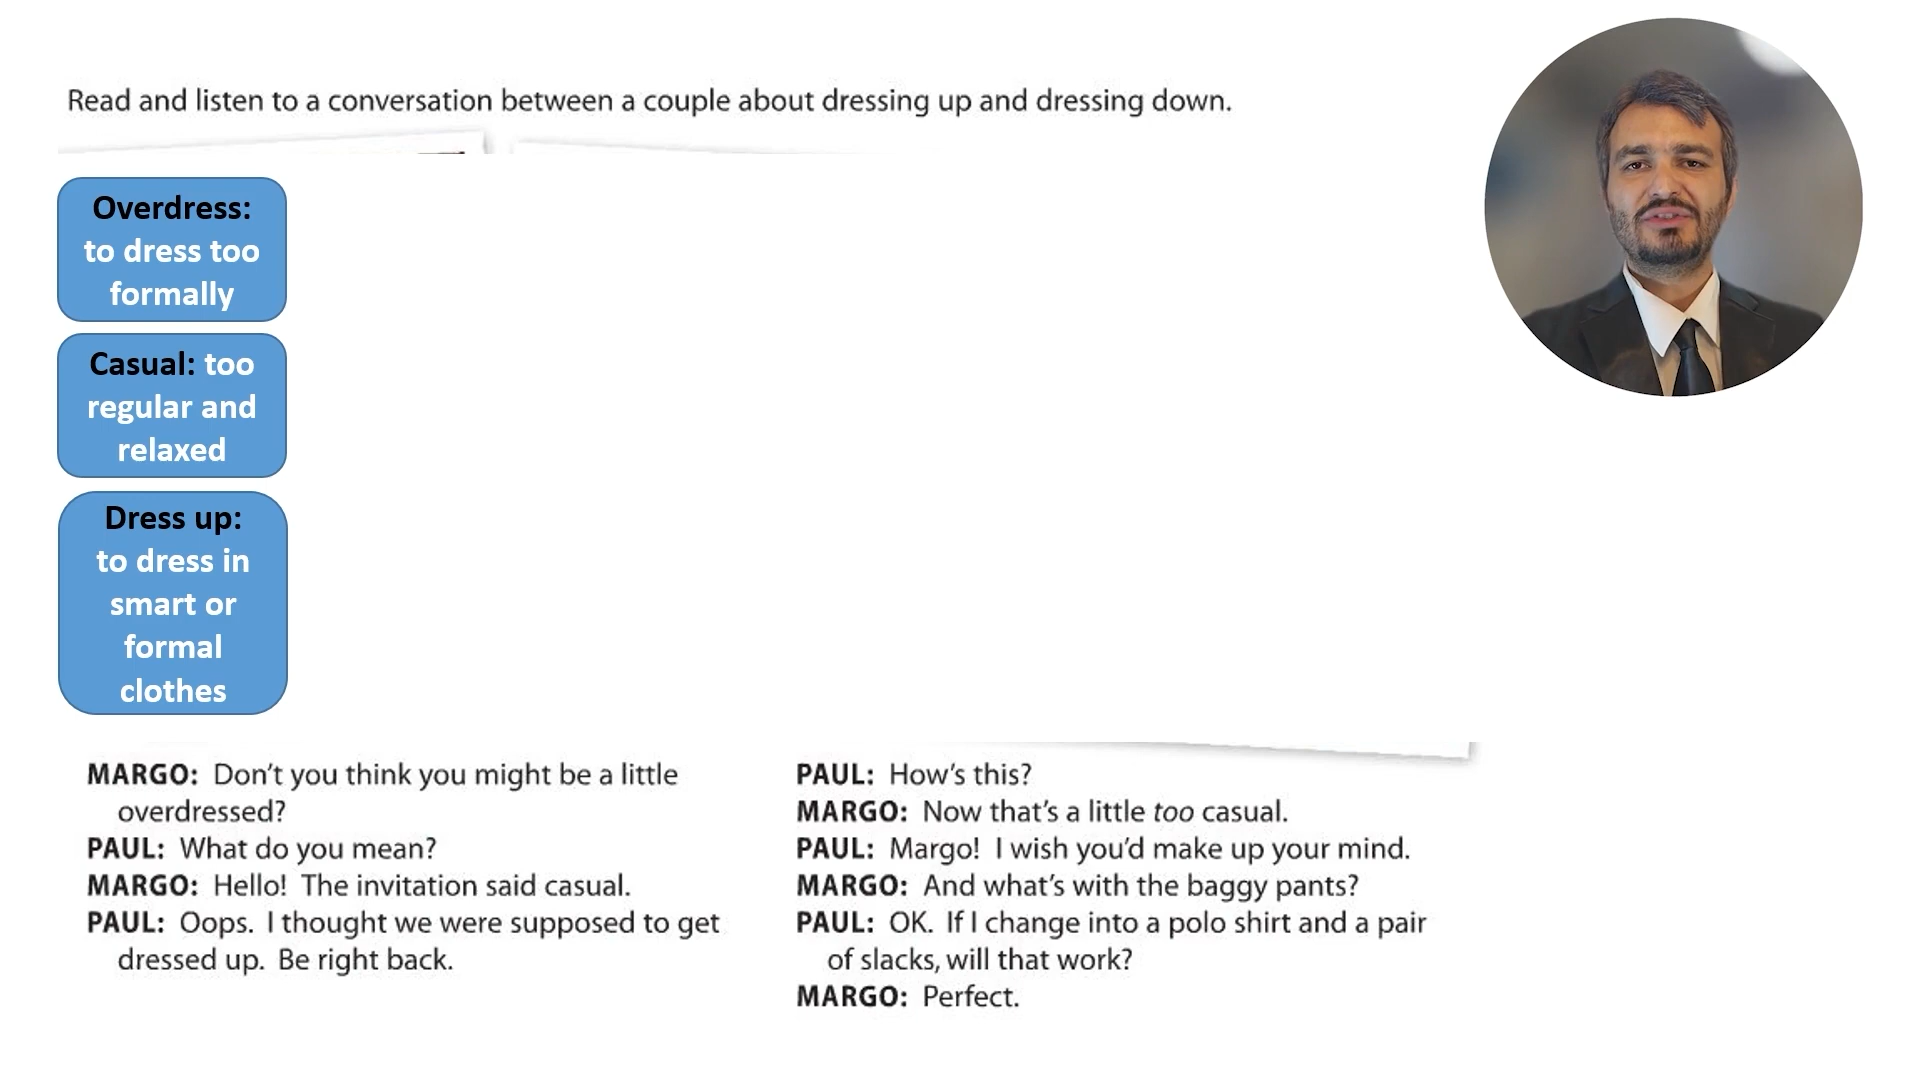 Read and listen to a conversation between a couple about dressing up and dressing down.
Overdress:
to dress too
formally
Casual: too
regular and
relaxed
Dress up:
to dress in
smart or
formal
clothes
MARGO: Don't you think you might be a little
overdressed?
PAUL: What do you mean?
MARGO: Hello! The invitation said casual.
PAUL: Oops. I thought we were supposed to get
dressed up. Be right back.
PAUL: How's this?
MARGO: Now that's a little too casual.
PAUL: Margo! I wish you'd make up your mind.
MARGO: And what's with the baggy pants?
PAUL: OK. If I change into a polo shirt and a pair
of slacks, will that work?
MARGO: Perfect.